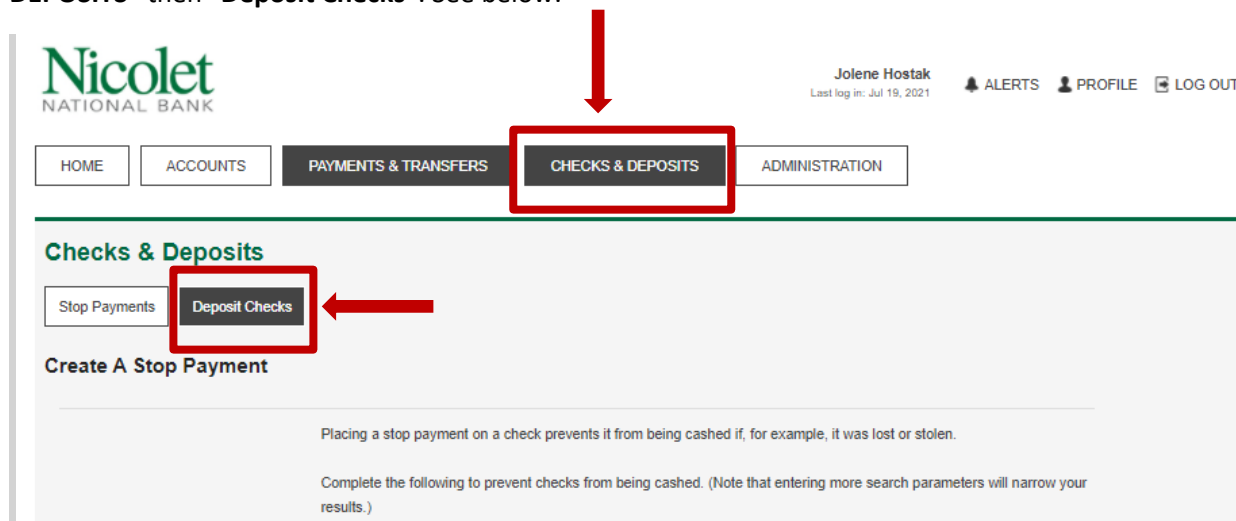 then "Deposit Checks". See below.
Nicolet
NATIONAL BANK
Jolene Hostak
Last log in: Jul 19, 2021
ALERTS
PROFILE
LOG OUT
HOME
ACCOUNTS
PAYMENTS & TRANSFERS
CHECKS & DEPOSITS
ADMINISTRATION
Checks & Deposits
Stop Payments
Deposit Checks
Create A Stop Payment
Placing a stop payment on a check prevents it from being cashed if, for example, it was lost or stolen.
Complete the following to prevent checks from being cashed. (Note that entering more search parameters will narrow your
results.)